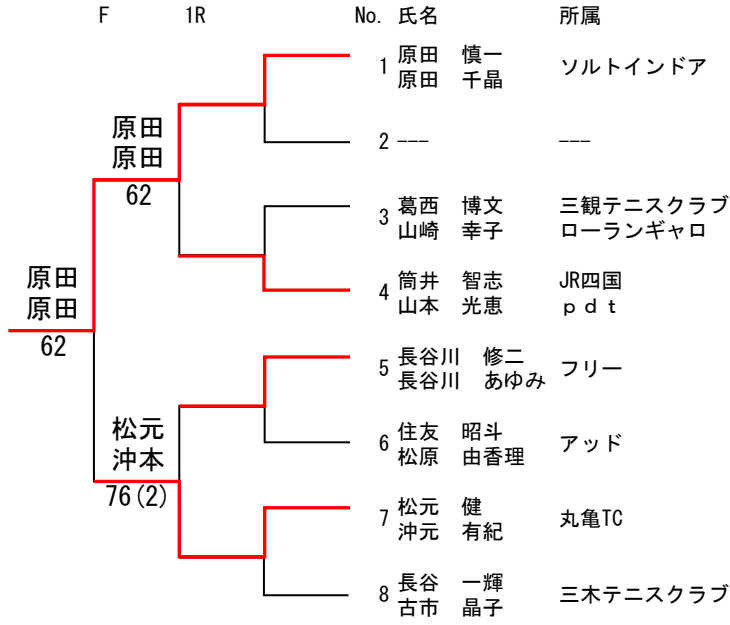 F 1R No. 氏名 所属
1 原田 慎一 ソルトインドア
原田 千晶
原田
原田
62
2 --- ---
3 葛西 博文 三観テニスクラブ
山崎 幸子 ローランギャロ
原田
原田
62
4 筒井 智志 JR四国
山本 光恵 ｐｄｔ
5 長谷川 修二 フリー
長谷川 あゆみ
松元
沖本
76(2)
6 住友 昭斗 アッド
松原 由香理
7 松元 健 丸亀TC
沖元 有紀
8 長谷 一輝 三木テニスクラブ
古市 晶子